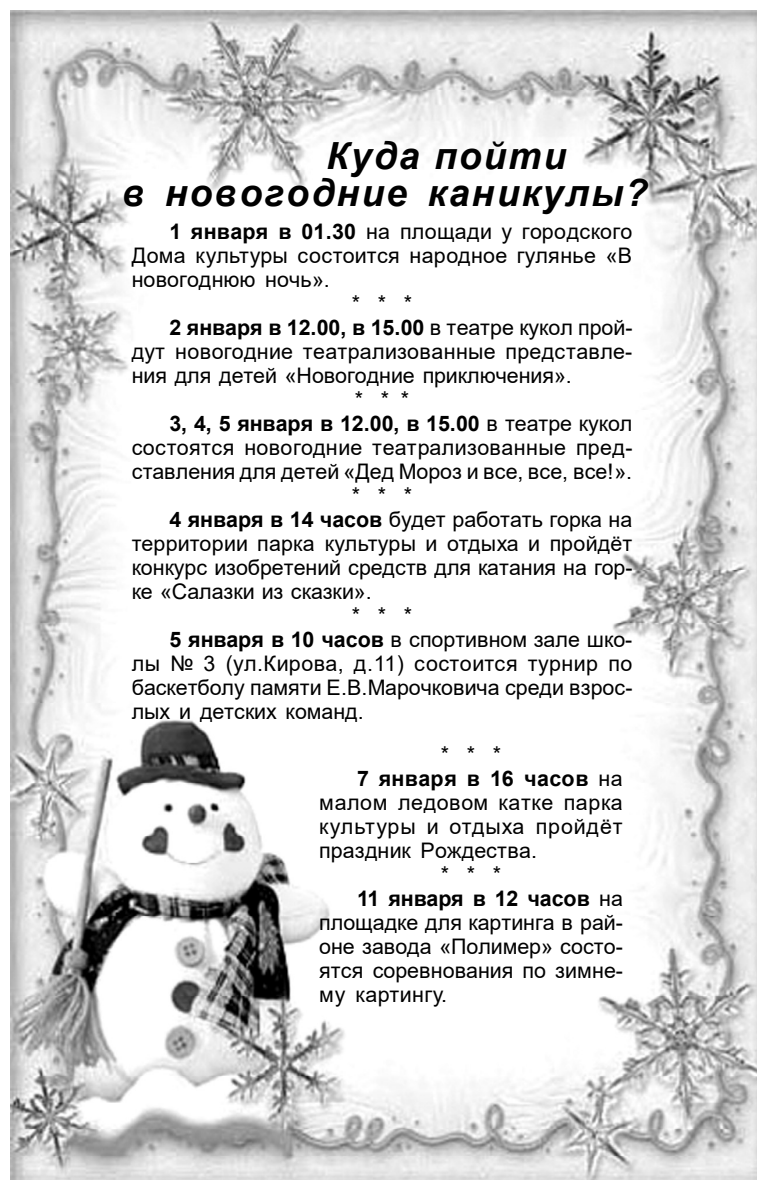 Куда пойти
в новогодние каникулы?
1 января в 01.30 на площади у городского
Дома культуры состоится народное гулянье «В
новогоднюю ночь».
* * *
2 января в 12.00, в 15.00 в театре кукол прой-
дут новогодние театрализованные представле-
ния для детей «Новогодние приключения».
* * *
3, 4, 5 января в 12.00, в 15.00 в театре кукол
состоятся новогодние театрализованные пред-
ставления для детей «Дед Мороз и все, все, все!».
* * *
4 января в 14 часов будет работать горка на
территории парка культуры и отдыха и пройдёт
конкурс изобретений средств для катания на гор-
ке «Салазки из сказки».
* * *
5 января в 10 часов в спортивном зале шко-
лы № 3 (ул.Кирова, д.11) состоится турнир по
баскетболу памяти Е.В.Марочковича среди взрос-
лых и детских команд.
* * *
7 января в 16 часов на
малом ледовом катке парка
культуры и отдыха пройдёт
праздник Рождества.
* * *
11 января в 12 часов на
площадке для картинга в рай-
оне завода «Полимер» состо-
ятся соревнования по зимне-
му картингу.